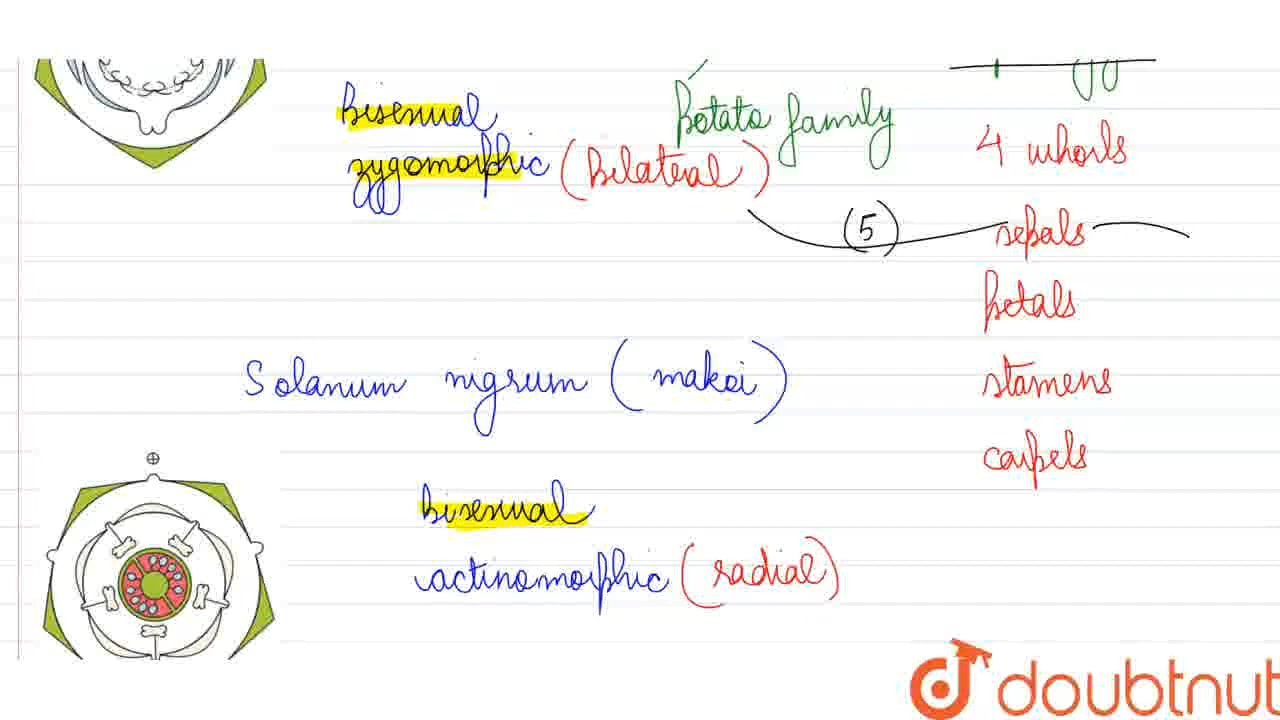 Bisexual
zygomorphic (Bilateral)
Potato family
4 whorls
(5)
sepals
petals
stamens
carpels
Solanum nigrum (makoi)
bisexual
actinomorphic (radial)
doubtnut